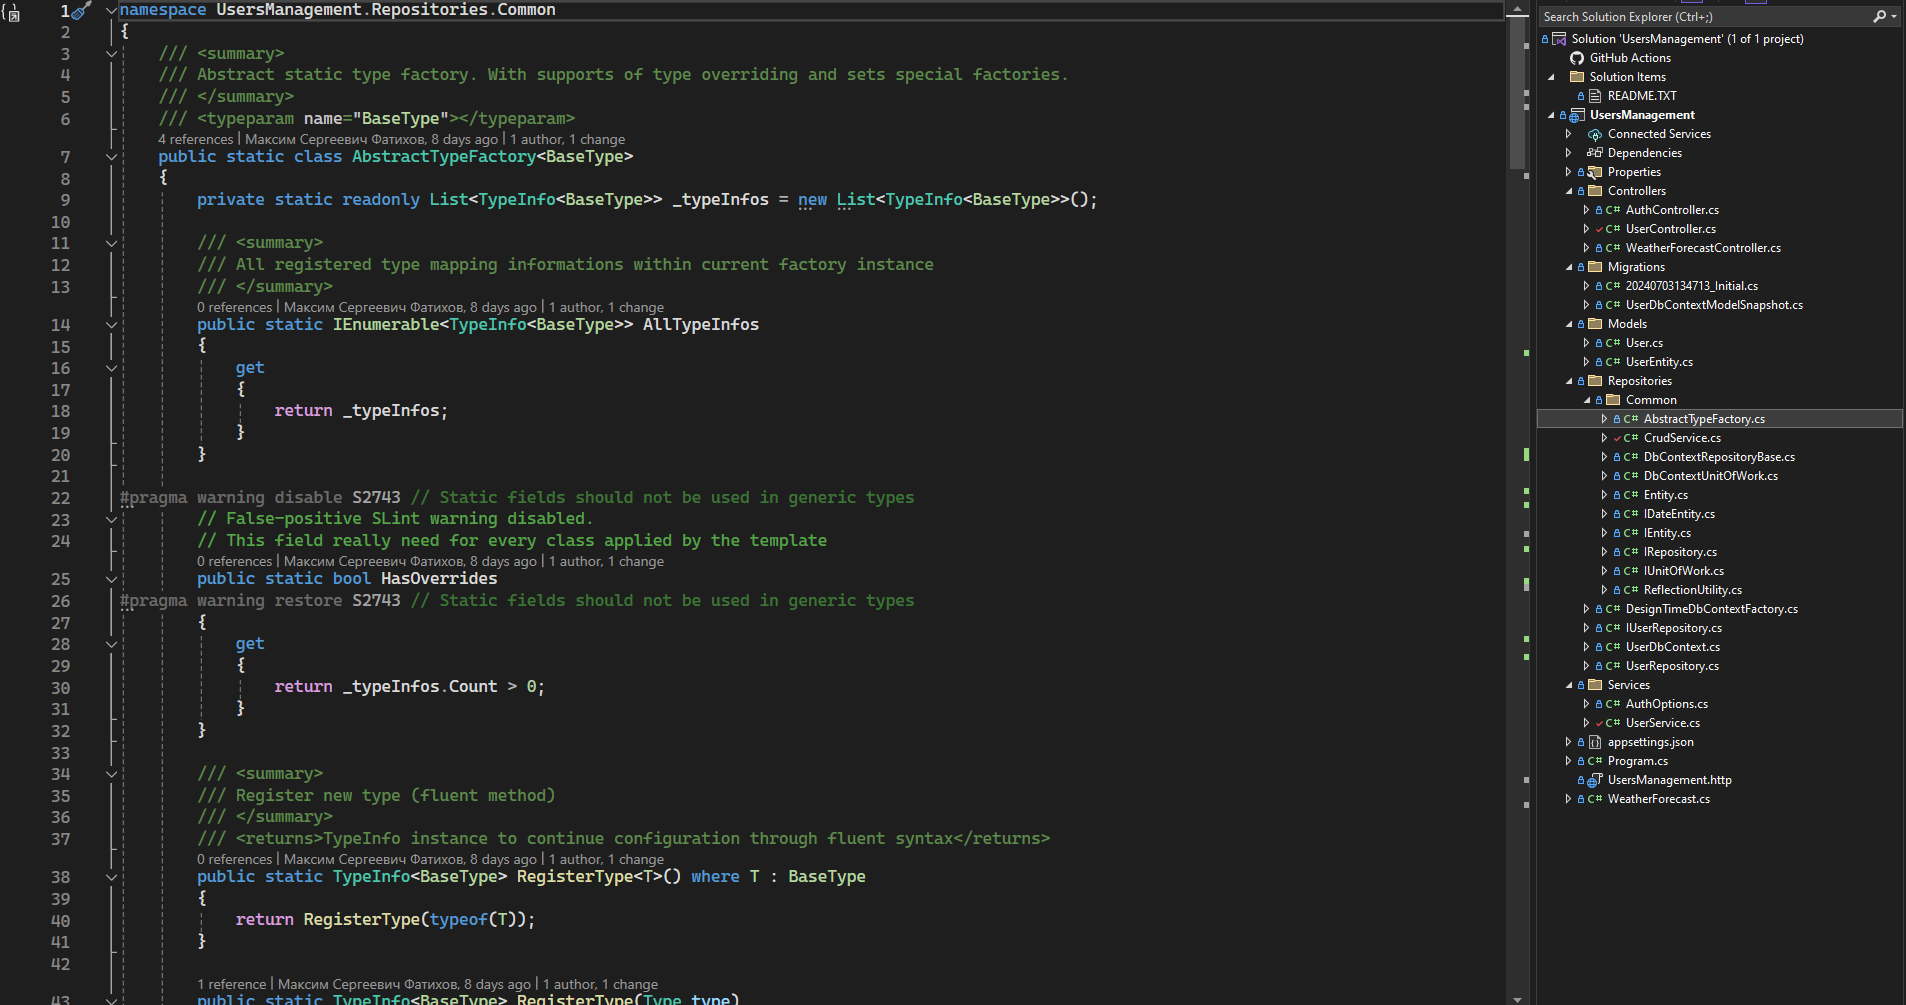 1 namespace UsersManagement.Repositories.Common
2 {
3 /// <summary>
4 /// Abstract static type factory. With supports of type overriding and sets special factories.
5 /// </summary>
6 /// <typeparam name="BaseType"></typeparam>
4 references | Максим Сергеевич Фатихов, 8 days ago | 1 author, 1 change
7 public static class AbstractTypeFactory<BaseType>
8 {
9 private static readonly List<TypeInfo<BaseType>> _typeInfos = new List<TypeInfo<BaseType>>();
10
11 /// <summary>
12 /// All registered type mapping informations within current factory instance
13 /// </summary>
0 references | Максим Сергеевич Фатихов, 8 days ago | 1 author, 1 change
14 public static IEnumerable<TypeInfo<BaseType>> AllTypeInfos
15 {
16 get
17 {
18 return _typeInfos;
19 }
20 }
21
22 #pragma warning disable S2743 // Static fields should not be used in generic types
23 // False-positive SLint warning disabled.
24 // This field really need for every class applied by the template
0 references | Максим Сергеевич Фатихов, 8 days ago | 1 author, 1 change
25 public static bool HasOverrides
26 #pragma warning restore S2743 // Static fields should not be used in generic types
27 {
28 get
29 {
30 return _typeInfos.Count > 0;
31 }
32 }
33
34 /// <summary>
35 /// Register new type (fluent method)
36 /// </summary>
37 /// <returns>TypeInfo instance to continue configuration through fluent syntax</returns>
0 references | Максим Сергеевич Фатихов, 8 days ago | 1 author, 1 change
38 public static TypeInfo<BaseType> RegisterType<T>() where T : BaseType
39 {
40 return RegisterType(typeof(T));
41 }
42
1 reference | Максим Сергеевич Фатихов, 8 days ago | 1 author, 1 change
43 public static TypeInfo<BaseType> RegisterType(Type type)
Search Solution Explorer (Ctrl+;)
Solution 'UsersManagement' (1 of 1 project)
GitHub Actions
Solution Items
README.TXT
UsersManagement
Connected Services
Dependencies
Properties
Controllers
C# AuthController.cs
C# UserController.cs
C# WeatherForecastController.cs
Migrations
C# 20240703134713_Initial.cs
C# UserDbContextModelSnapshot.cs
Models
C# User.cs
C# UserEntity.cs
Repositories
Common
C# AbstractTypeFactory.cs
C# CrudService.cs
C# DbContextRepositoryBase.cs
C# DbContextUnitOfWork.cs
C# Entity.cs
C# IDateEntity.cs
C# IEntity.cs
C# IRepository.cs
C# IUnitOfWork.cs
C# ReflectionUtility.cs
C# DesignTimeDbContextFactory.cs
C# IUserRepository.cs
C# UserDbContext.cs
C# UserRepository.cs
Services
C# AuthOptions.cs
C# UserService.cs
appsettings.json
C# Program.cs
UsersManagement.http
C# WeatherForecast.cs